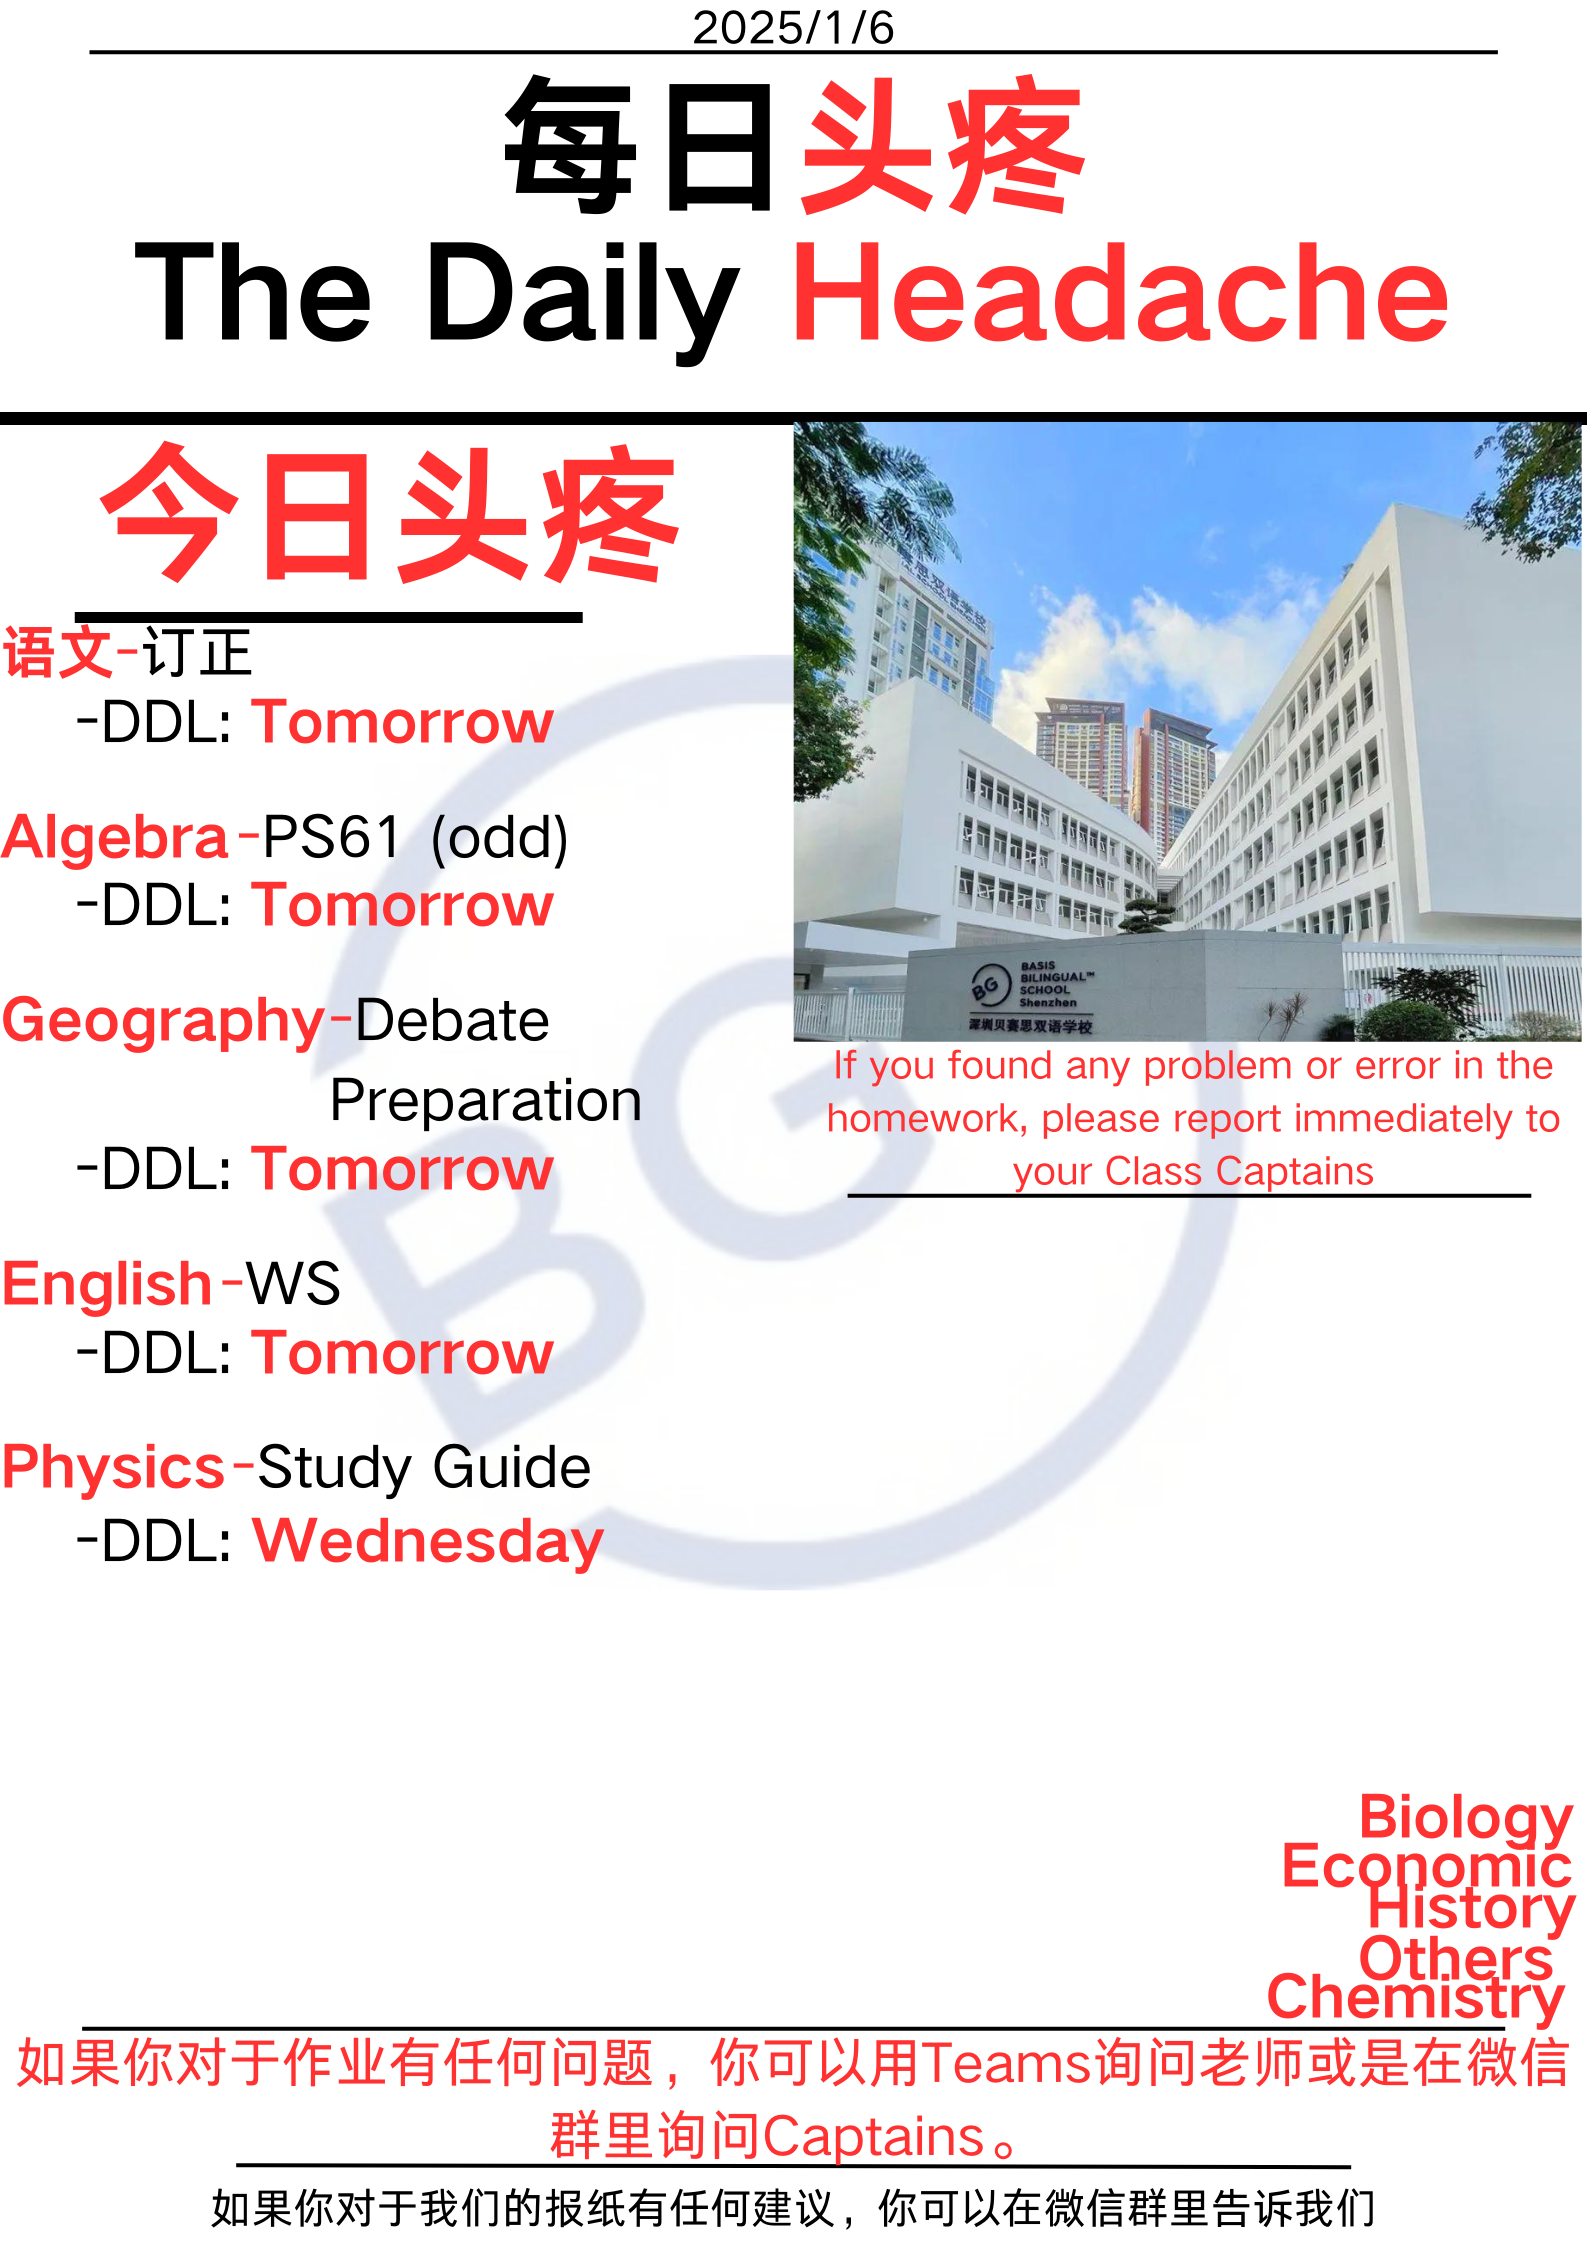 2025/1/6
每日头疼
The Daily Headache
今日头疼
语文-订正
-DDL: Tomorrow
Algebra-PS61 (odd)
-DDL: Tomorrow
Geography-Debate
Preparation
-DDL: Tomorrow
English-WS
-DDL: Tomorrow
Physics-Study Guide
-DDL: Wednesday
思双语学校
BG
BASIS
BILINGUAL™
SCHOOL
Shenzhen
深圳贝赛思双语学校
If you found any problem or error in the
homework, please report immediately to
your Class Captains
BG
Biology
Economic
History
Others
Chemistry
如果你对于作业有任何问题，你可以用Teams询问老师或是在微信
群里询问Captains。
如果你对于我们的报纸有任何建议，你可以在微信群里告诉我们